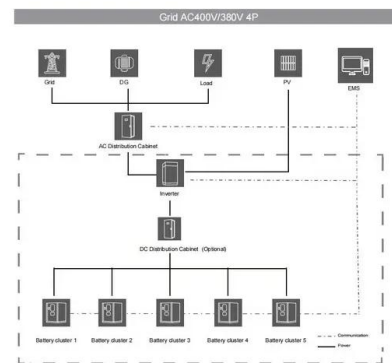 Grid AC400V/380V 4P
Grid
DG
Load
PV
EMS
AC Distribution Cabinet
Inverter
DC Distribution Cabinet (Optional)
Battery cluster 1
Battery cluster 2
Battery cluster 3
Battery cluster 4
Battery cluster 5
Communication
Power